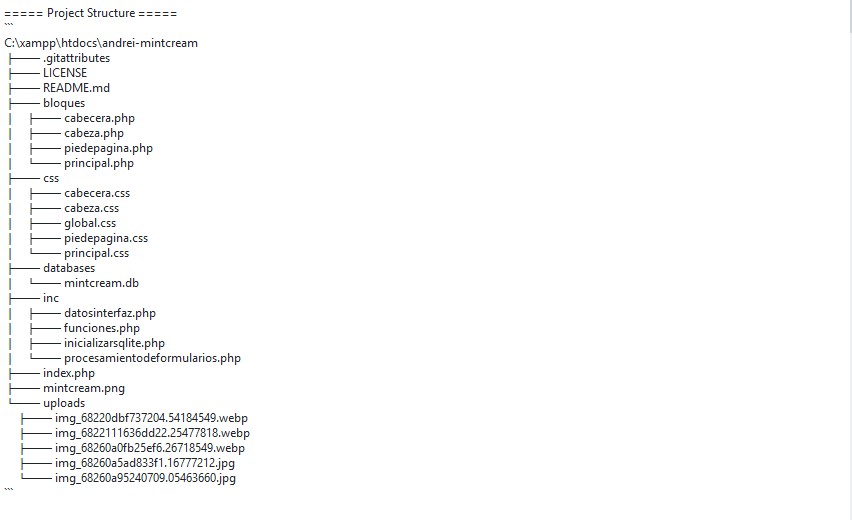 ===== Project Structure =====
```
C:\xampp\htdocs\andrei-mintcream
├── .gitattributes
├── LICENSE
├── README.md
├── bloques
│   ├── cabecera.php
│   ├── cabeza.php
│   ├── piedepagina.php
│   └── principal.php
├── css
│   ├── cabecera.css
│   ├── cabeza.css
│   ├── global.css
│   ├── piedepagina.css
│   └── principal.css
├── databases
│   └── mintcream.db
├── inc
│   ├── datosinterfaz.php
│   ├── funciones.php
│   ├── inicializarsqlite.php
│   └── procesamientodeformularios.php
├── index.php
├── mintcream.png
└── uploads
    ├── img_68220dbf737204.54184549.webp
    ├── img_6822111636dd22.25477818.webp
    ├── img_68260a0fb25ef6.26718549.webp
    ├── img_68260a5ad833f1.16777212.jpg
    └── img_68260a95240709.05463660.jpg
```